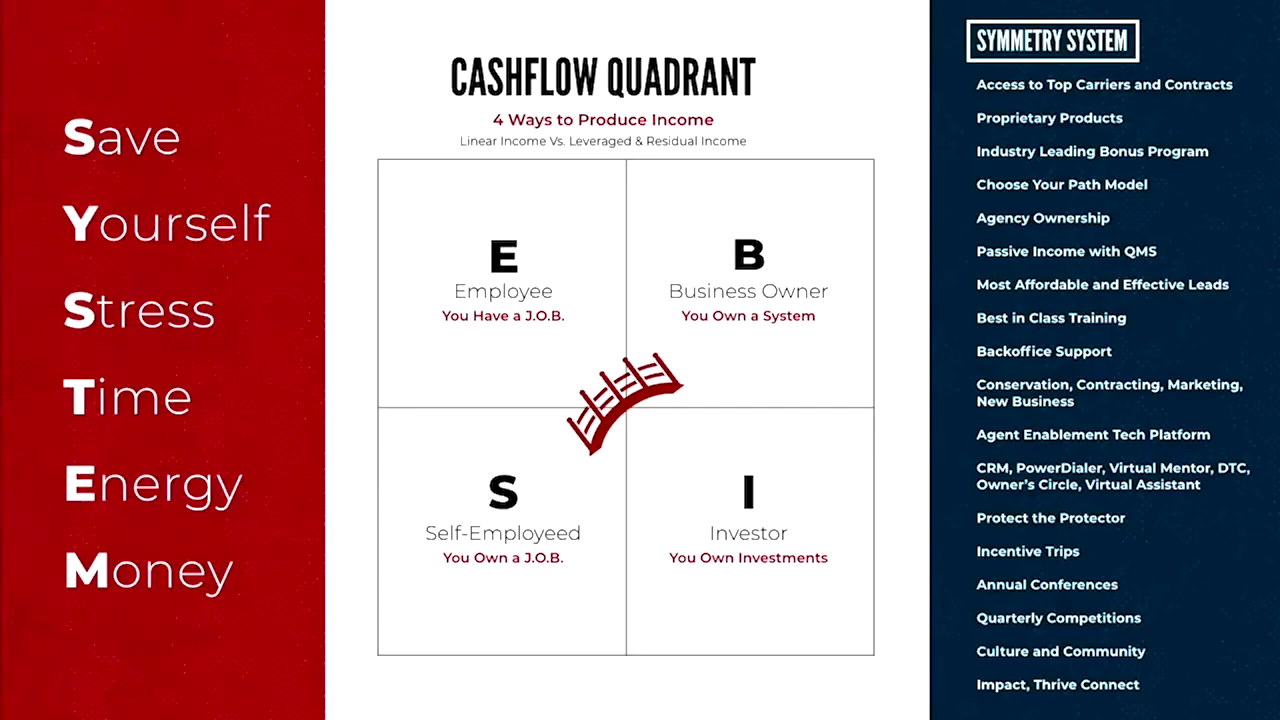 Save
Yourself
Stress
Time
Energy
Money
CASHFLOW QUADRANT
4 Ways to Produce Income
Linear Income Vs. Leveraged & Residual Income
E
Employee
You Have a J.O.B.
B
Business Owner
You Own a System
S
Self-Employeed
You Own a J.O.B.
I
Investor
You Own Investments
SYMMETRY SYSTEM
Access to Top Carriers and Contracts
Proprietary Products
Industry Leading Bonus Program
Choose Your Path Model
Agency Ownership
Passive Income with QMS
Most Affordable and Effective Leads
Best in Class Training
Backoffice Support
Conservation, Contracting, Marketing,
New Business
Agent Enablement Tech Platform
CRM, PowerDialer, Virtual Mentor, DTC,
Owner's Circle, Virtual Assistant
Protect the Protector
Incentive Trips
Annual Conferences
Quarterly Competitions
Culture and Community
Impact, Thrive Connect